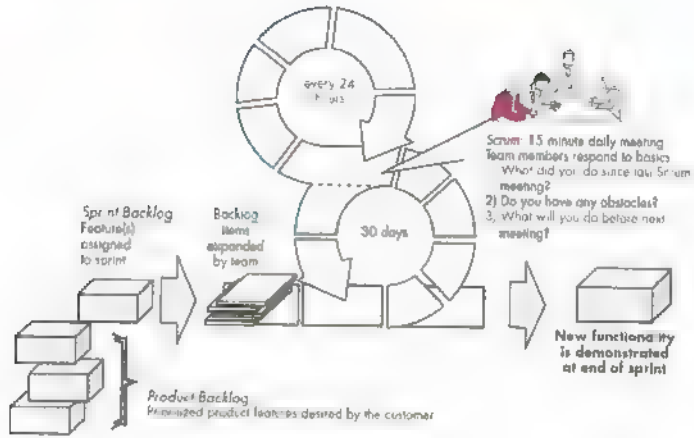 every 24
hours
Scrum: 15 minute daily meeting
Team members respond to basics
What did you do since last Scrum
meeting?
2) Do you have any obstacles?
3) What will you do before next
meeting?
Sprint Backlog
Feature(s)
assigned
to sprint
Backlog
items
expanded
by team
30 days
New functionality
is demonstrated
at end of sprint
Product Backlog
Prioritized product features desired by the customer